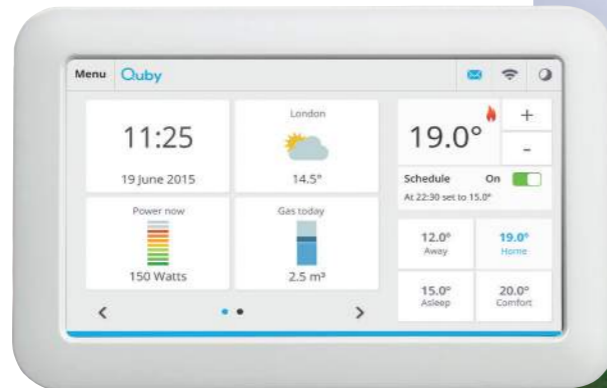 Menu Quby
11:25
19 June 2015
London
14.5°
19.0°
+
-
Schedule On
At 22:30 set to 15.0°
Power now
150 Watts
Gas today
2.5 m³
12.0°
Away
19.0°
Home
15.0°
Asleep
20.0°
Comfort